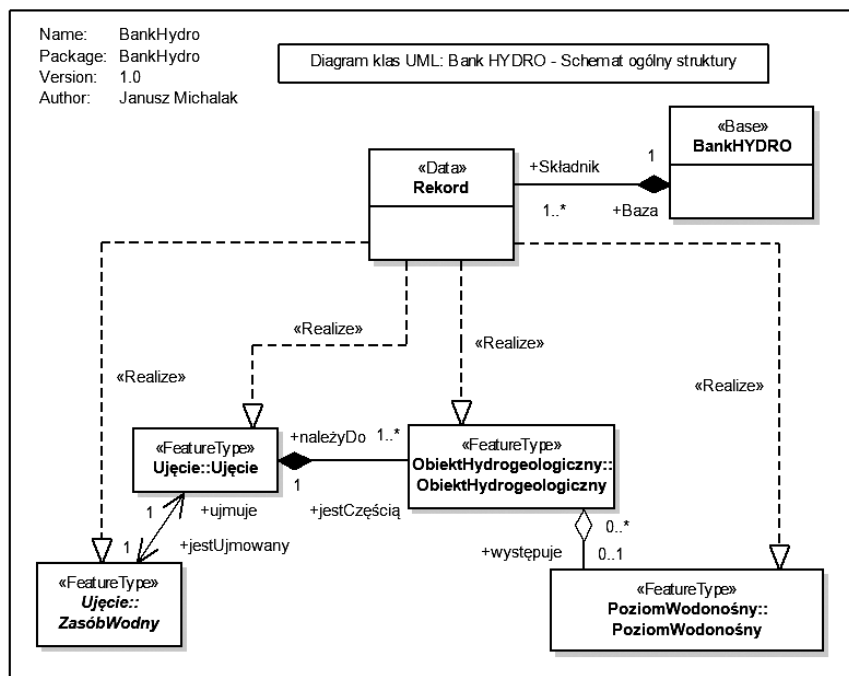 Name: BankHydro
Package: BankHydro
Version: 1.0
Author: Janusz Michalak
Diagram klas UML: Bank HYDRO - Schemat ogólny struktury
«Base»
BankHYDRO
«Data»
Rekord
+Składnik
1
1..*
+Baza
«Realize»
«Realize»
«Realize»
«Realize»
«FeatureType»
Ujęcie::Ujęcie
+należyDo
1..*
1
+jestCzęścią
«FeatureType»
ObiektHydrogeologiczny::
ObiektHydrogeologiczny
1
+ujmuje
1
+jestUjmowany
0..*
+występuje
0..1
«FeatureType»
Ujęcie::
ZasóbWodny
«FeatureType»
PoziomWodonośny::
PoziomWodonośny